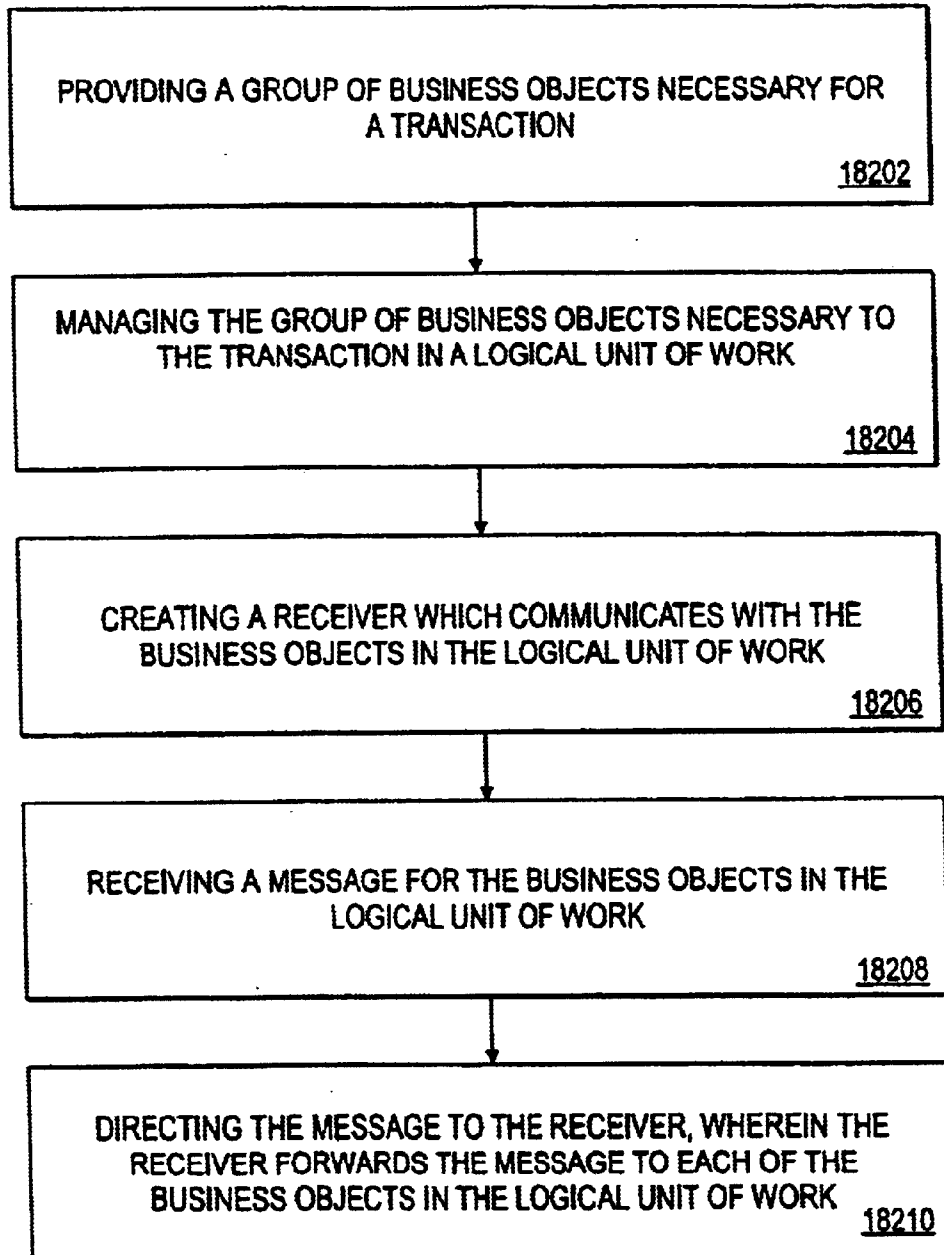 PROVIDING A GROUP OF BUSINESS OBJECTS NECESSARY FOR
A TRANSACTION
18202
MANAGING THE GROUP OF BUSINESS OBJECTS NECESSARY TO
THE TRANSACTION IN A LOGICAL UNIT OF WORK
18204
CREATING A RECEIVER WHICH COMMUNICATES WITH THE
BUSINESS OBJECTS IN THE LOGICAL UNIT OF WORK
18206
RECEIVING A MESSAGE FOR THE BUSINESS OBJECTS IN THE
LOGICAL UNIT OF WORK
18208
DIRECTING THE MESSAGE TO THE RECEIVER, WHEREIN THE
RECEIVER FORWARDS THE MESSAGE TO EACH OF THE
BUSINESS OBJECTS IN THE LOGICAL UNIT OF WORK
18210